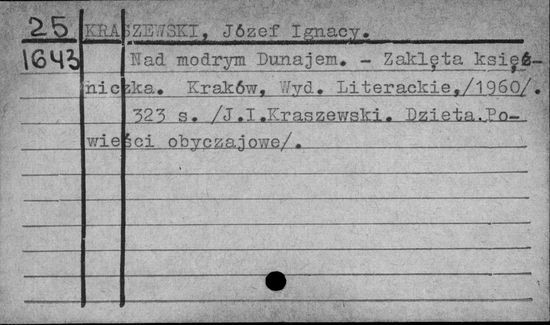 25 KRASZEWSKI, Józef Ignacy.
1643 Nad modrym Dunajem. - Zaklęta księż-
niczka. Kraków, Wyd. Literackie,/1960/.
323 s. /J.I.Kraszewski. Dzieła.Po-
wieści obyczajowe/.